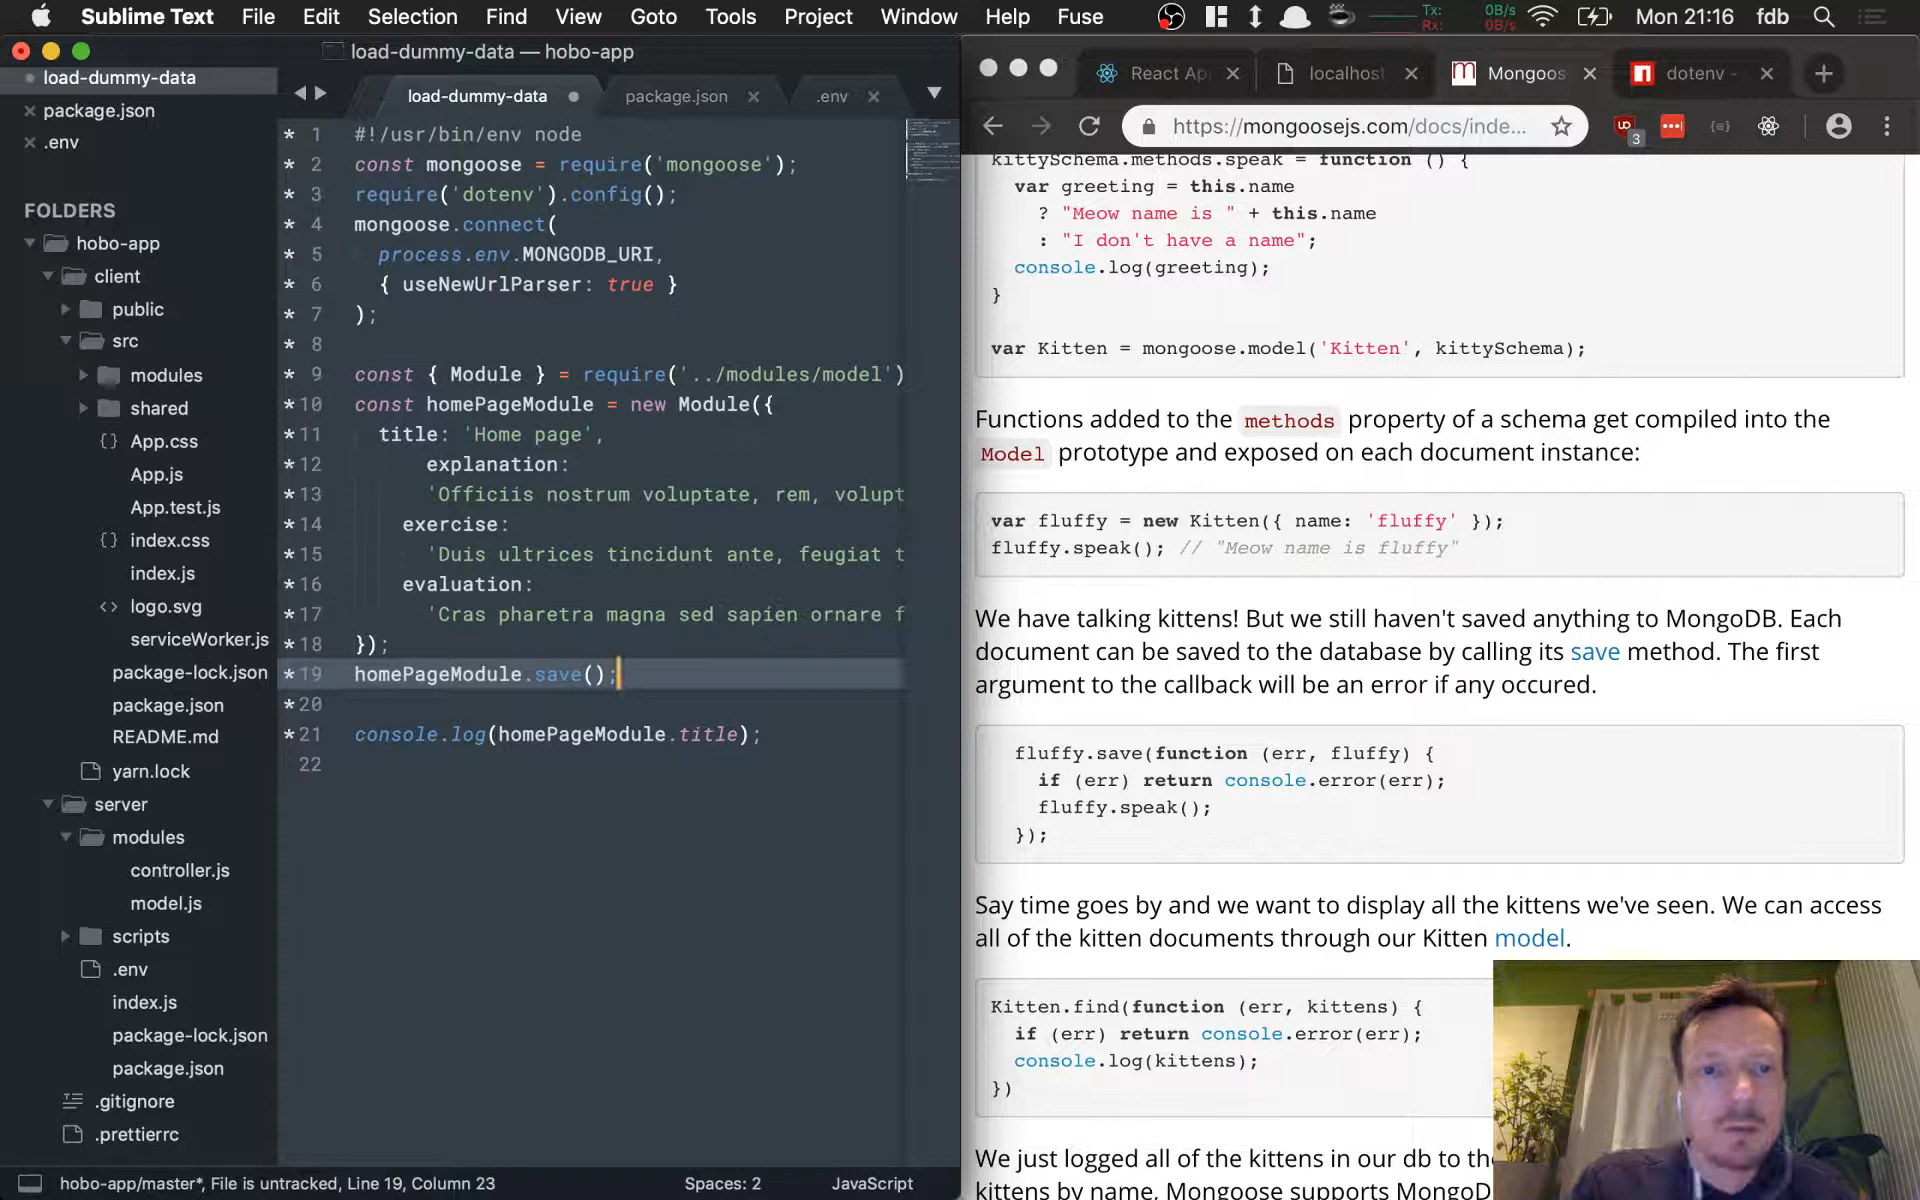 Sublime Text File Edit Selection Find View Goto Tools Project Window Help Fuse Tx: Rx: 0B/s 0B/s Mon 21:16 fdb
load-dummy-data — hobo-app
load-dummy-data
package.json
.env
FOLDERS
hobo-app
client
public
src
modules
shared
App.css
App.js
App.test.js
index.css
index.js
logo.svg
serviceWorker.js
package-lock.json
package.json
README.md
yarn.lock
server
modules
controller.js
model.js
scripts
.env
index.js
package-lock.json
package.json
.gitignore
.prettierrc
load-dummy-data package.json .env
* 1 #!/usr/bin/env node
* 2 const mongoose = require('mongoose');
* 3 require('dotenv').config();
* 4 mongoose.connect(
* 5 process.env.MONGODB_URI,
* 6 { useNewUrlParser: true }
* 7 );
* 8
* 9 const { Module } = require('../modules/model')
*10 const homePageModule = new Module({
*11 title: 'Home page',
*12 explanation:
*13 'Officiis nostrum voluptate, rem, volupt
*14 exercise:
*15 'Duis ultrices tincidunt ante, feugiat t
*16 evaluation:
*17 'Cras pharetra magna sed sapien ornare f
*18 });
*19 homePageModule.save();
*20
*21 console.log(homePageModule.title);
22
hobo-app/master*, File is untracked, Line 19, Column 23 Spaces: 2 JavaScript
React Ap localhost Mongoos dotenv -
https://mongoosejs.com/docs/inde...
3
kittySchema.methods.speak = function () {
var greeting = this.name
? "Meow name is " + this.name
: "I don't have a name";
console.log(greeting);
}
var Kitten = mongoose.model('Kitten', kittySchema);
Functions added to the methods property of a schema get compiled into the
Model prototype and exposed on each document instance:
var fluffy = new Kitten({ name: 'fluffy' });
fluffy.speak(); // "Meow name is fluffy"
We have talking kittens! But we still haven't saved anything to MongoDB. Each
document can be saved to the database by calling its save method. The first
argument to the callback will be an error if any occured.
fluffy.save(function (err, fluffy) {
if (err) return console.error(err);
fluffy.speak();
});
Say time goes by and we want to display all the kittens we've seen. We can access
all of the kitten documents through our Kitten model.
Kitten.find(function (err, kittens) {
if (err) return console.error(err);
console.log(kittens);
})
We just logged all of the kittens in our db to the
kittens by name, Mongoose supports MongoD